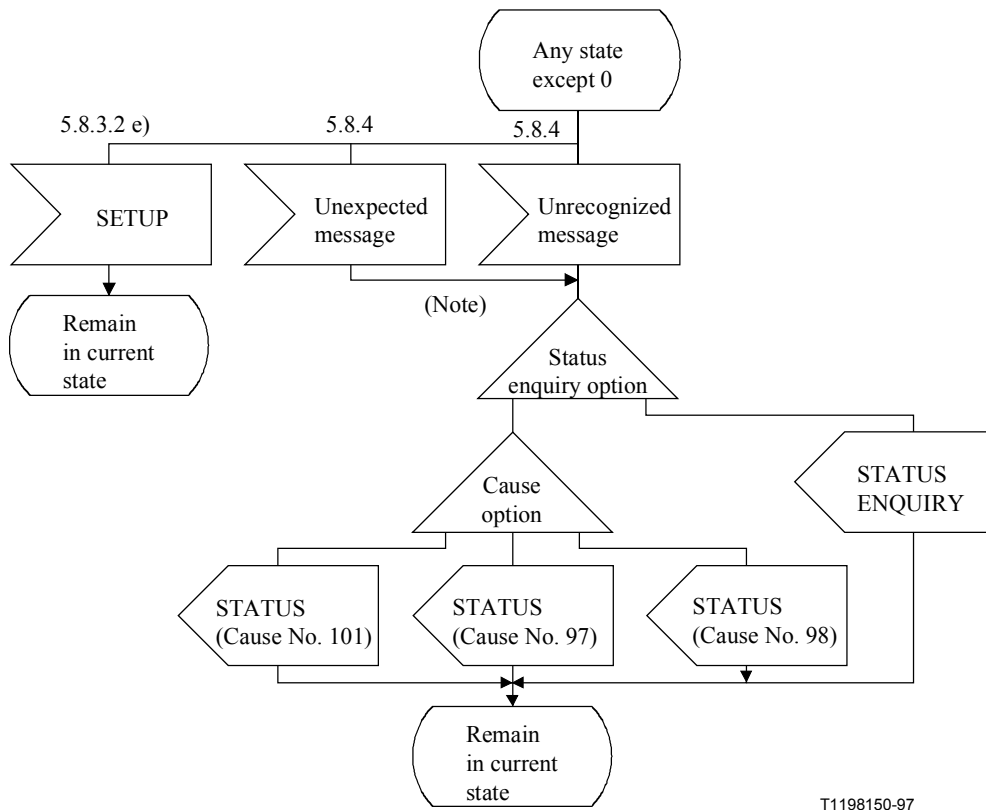 Any state
except 0
5.8.3.2 e)
5.8.4
5.8.4
SETUP
Unexpected
message
Unrecognized
message
(Note)
Remain
in current
state
Status
enquiry option
Cause
option
STATUS
ENQUIRY
STATUS
(Cause No. 101)
STATUS
(Cause No. 97)
STATUS
(Cause No. 98)
Remain
in current
state
T1198150-97